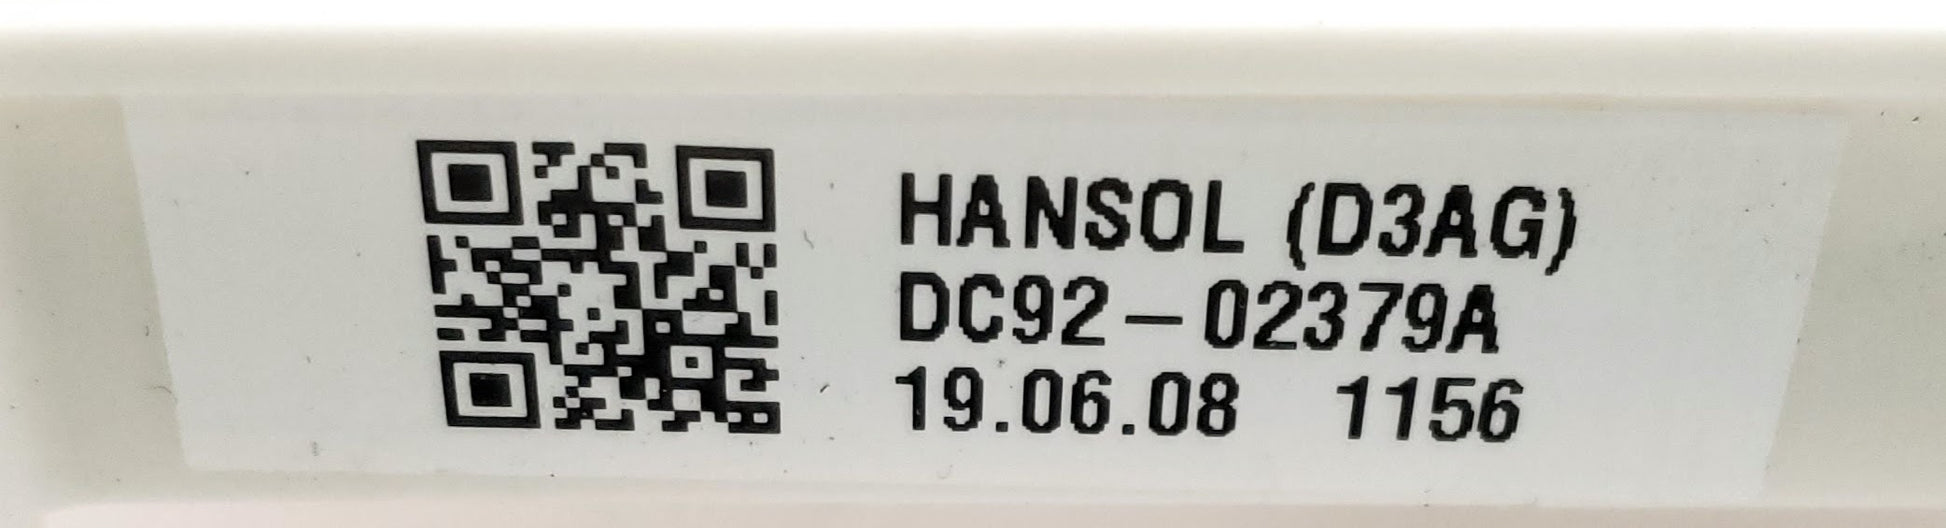 HANSOL (D3AG)
DC92-02379A
19.06.08 1156